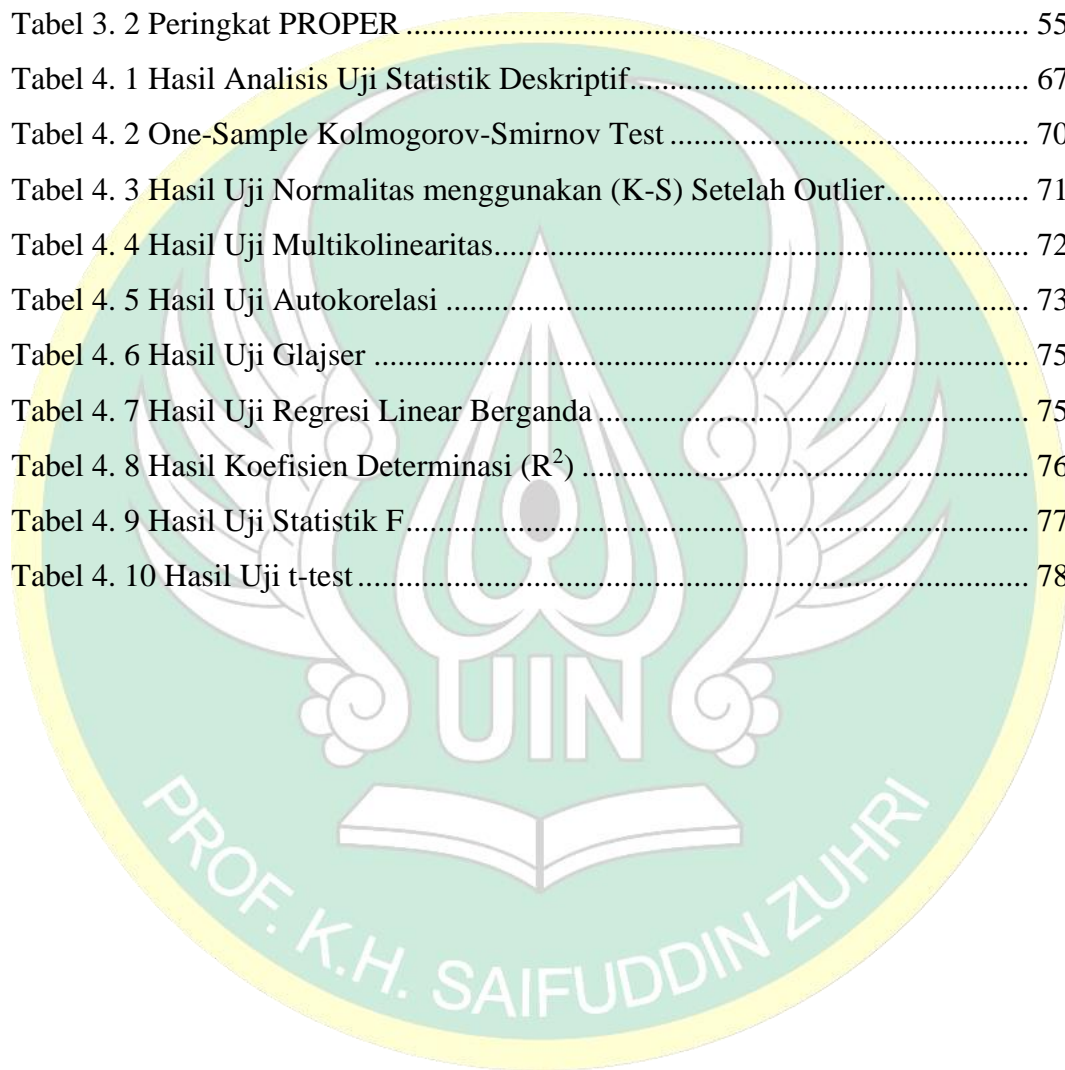 Tabel 3. 2 Peringkat PROPER ........................................................................................................ 55
Tabel 4. 1 Hasil Analisis Uji Statistik Deskriptif.................................................................. 67
Tabel 4. 2 One-Sample Kolmogorov-Smirnov Test ............................................................. 70
Tabel 4. 3 Hasil Uji Normalitas menggunakan (K-S) Setelah Outlier....................... 71
Tabel 4. 4 Hasil Uji Multikolinearitas...................................................................................... 72
Tabel 4. 5 Hasil Uji Autokorelasi ............................................................................................. 73
Tabel 4. 6 Hasil Uji Glajser ........................................................................................................ 75
Tabel 4. 7 Hasil Uji Regresi Linear Berganda ....................................................................... 75
Tabel 4. 8 Hasil Koefisien Determinasi (R²) ......................................................................... 76
Tabel 4. 9 Hasil Uji Statistik F................................................................................................... 77
Tabel 4. 10 Hasil Uji t-test .......................................................................................................... 78
UIN
PROF. K.H. SAIFUDDIN ZUHRI